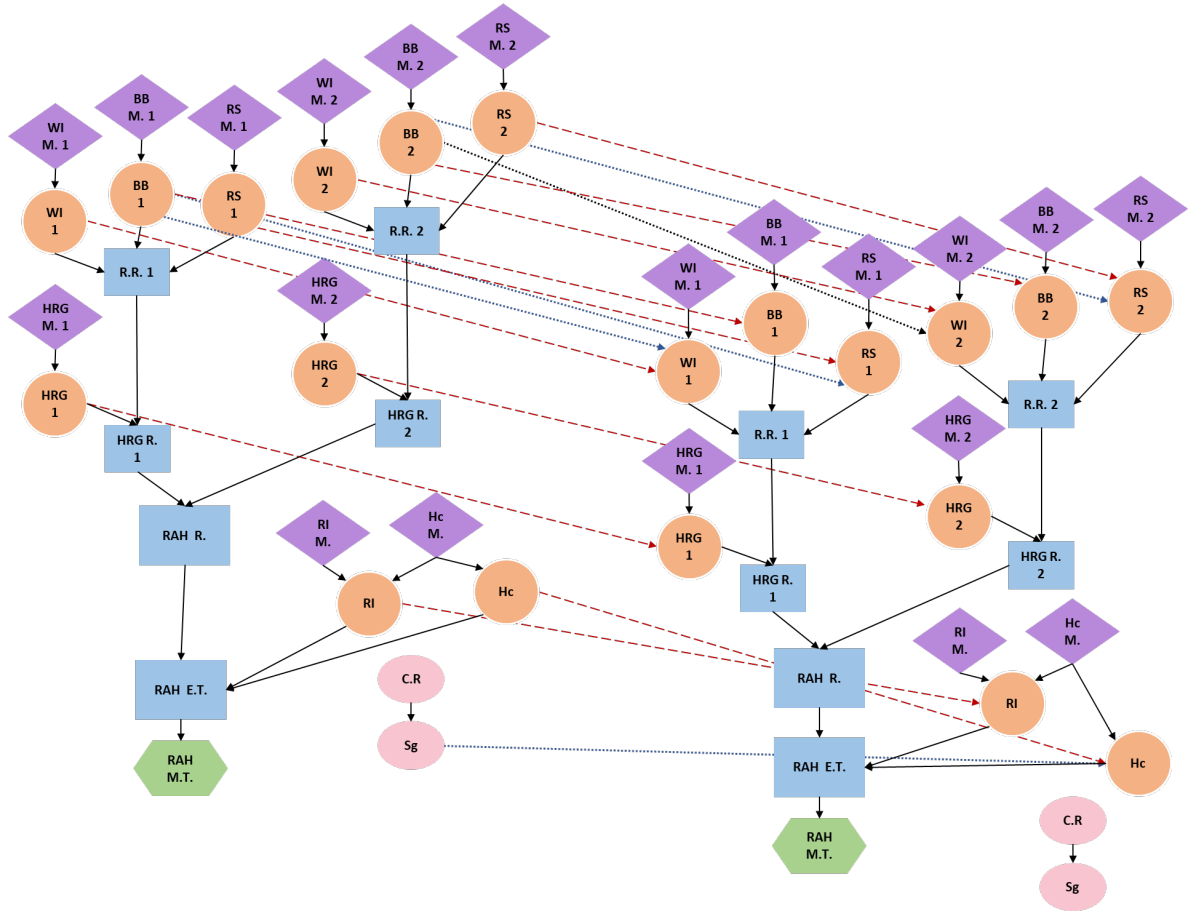 RS
M. 2
BB
M. 2
WI
M. 2
BB
M. 1
RS
M. 1
WI
M. 1
RS
2
BB
2
WI
2
BB
1
RS
1
WI
1
R.R. 2
R.R. 1
HRG
M. 2
HRG
M. 1
HRG
2
HRG
1
HRG R.
2
HRG R.
1
RAH R.
RI
M.
Hc
M.
RI
Hc
RAH E.T.
RAH
M.T.
C.R
Sg
RS
M. 2
BB
M. 2
WI
M. 2
BB
M. 1
RS
M. 1
WI
M. 1
RS
2
BB
2
WI
2
BB
1
RS
1
WI
1
R.R. 2
R.R. 1
HRG
M. 2
HRG
M. 1
HRG
2
HRG
1
HRG R.
2
HRG R.
1
RAH R.
RI
M.
Hc
M.
RI
Hc
RAH E.T.
RAH
M.T.
C.R
Sg